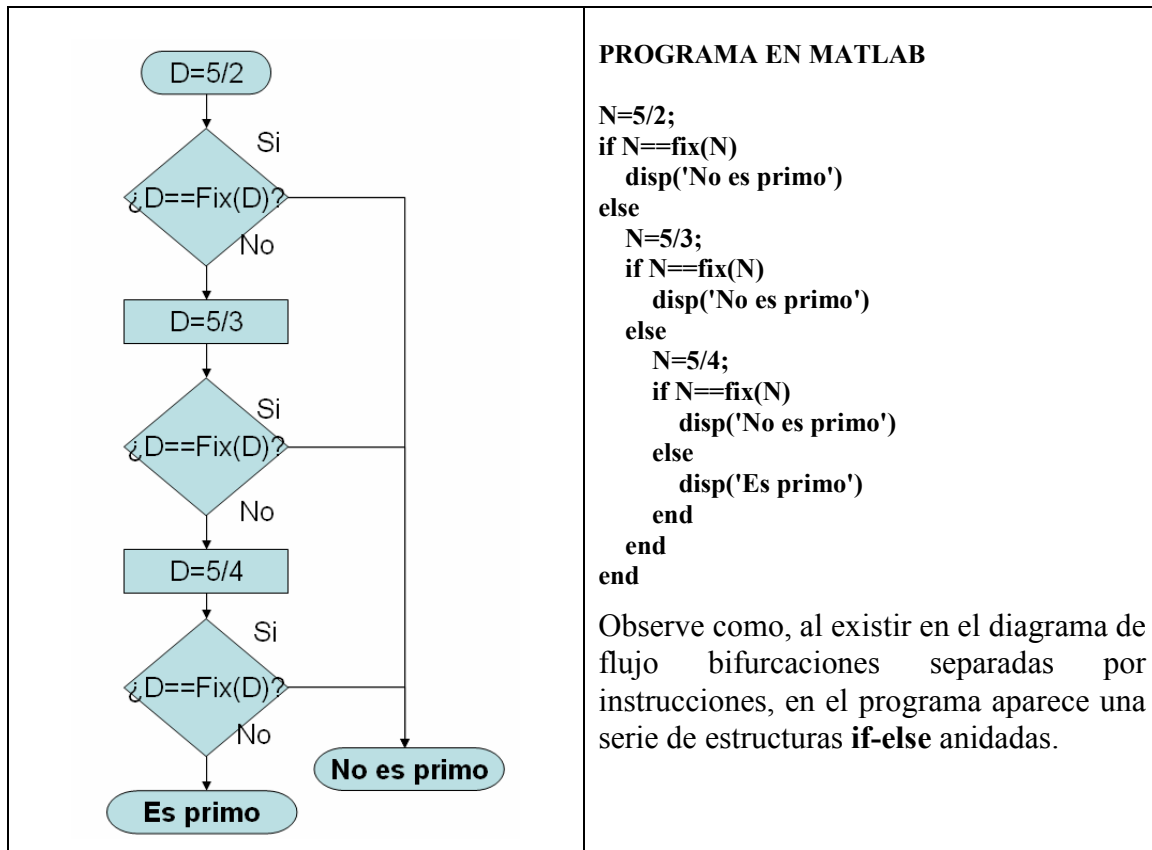 D=5/2
Si
¿D==Fix(D)?
No
D=5/3
Si
¿D==Fix(D)?
No
D=5/4
Si
¿D==Fix(D)?
No
No es primo
Es primo
PROGRAMA EN MATLAB
N=5/2;
if N==fix(N)
disp('No es primo')
else
N=5/3;
if N==fix(N)
disp('No es primo')
else
N=5/4;
if N==fix(N)
disp('No es primo')
else
disp('Es primo')
end
end
end
Observe como, al existir en el diagrama de
flujo bifurcaciones separadas por
instrucciones, en el programa aparece una
serie de estructuras if-else anidadas.